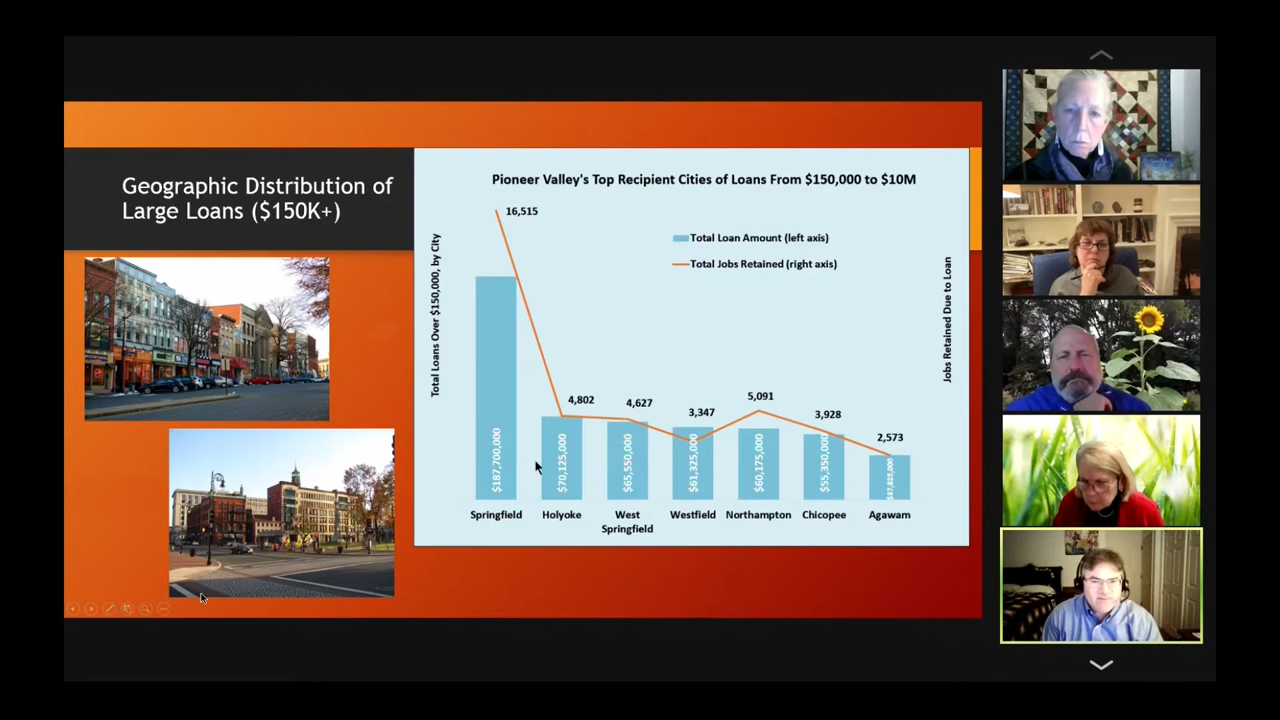 Geographic Distribution of
Large Loans ($150K+)
Pioneer Valley's Top Recipient Cities of Loans From $150,000 to $10M
Total Loans Over $150,000, by City
Jobs Retained Due to Loan
Total Loan Amount (left axis)
Total Jobs Retained (right axis)
16,515
4,802
4,627
3,347
5,091
3,928
2,573
$187,700,000
$70,125,000
$65,550,000
$61,325,000
$60,175,000
$55,350,000
Springfield
Holyoke
West
Springfield
Westfield
Northampton
Chicopee
Agawam